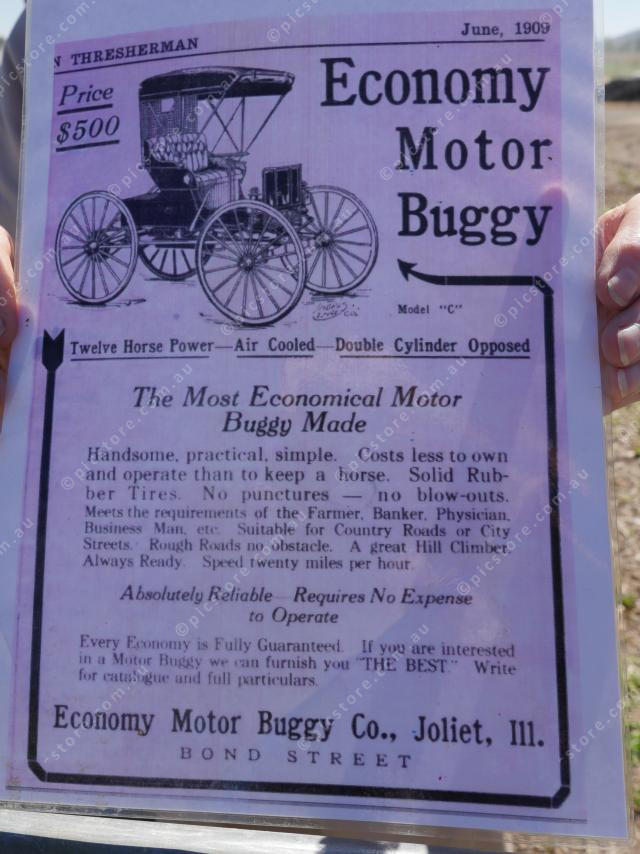 N THRESHERMAN
June, 1909
Price
$500
Economy
Motor
Buggy
Model "C"
Twelve Horse Power—Air Cooled—Double Cylinder Opposed
The Most Economical Motor
Buggy Made
Handsome, practical, simple. Costs less to own
and operate than to keep a horse. Solid Rub-
ber Tires. No punctures — no blow-outs.
Meets the requirements of the Farmer, Banker, Physician,
Business Man, etc. Suitable for Country Roads or City
Streets. Rough Roads no obstacle. A great Hill Climber.
Always Ready. Speed twenty miles per hour.
Absolutely Reliable—Requires No Expense
to Operate
Every Economy is Fully Guaranteed. If you are interested
in a Motor Buggy we can furnish you "THE BEST." Write
for catalogue and full particulars.
Economy Motor Buggy Co., Joliet, Ill.
BOND STREET
© picstore.com.au